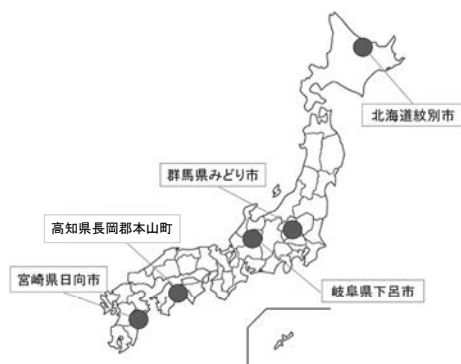 北海道紋別市
群馬県みどり市
高知県長岡郡本山町
宮崎県日向市
岐阜県下呂市